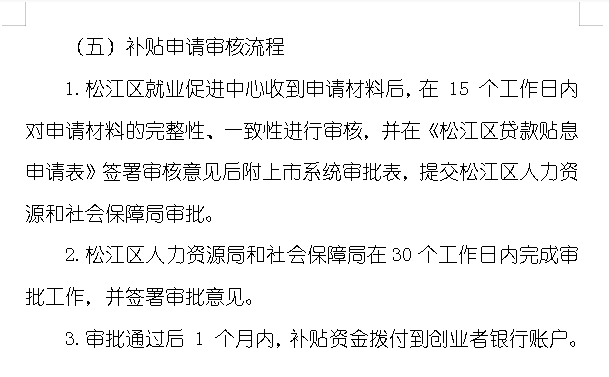 （五）补贴申请审核流程
1.松江区就业促进中心收到申请材料后，在 15 个工作日内
对申请材料的完整性、一致性进行审核，并在《松江区贷款贴息
申请表》签署审核意见后附上市系统审批表，提交松江区人力资
源和社会保障局审批。
2.松江区人力资源局和社会保障局在30个工作日内完成审
批工作，并签署审批意见。
3.审批通过后 1 个月内，补贴资金拨付到创业者银行账户。